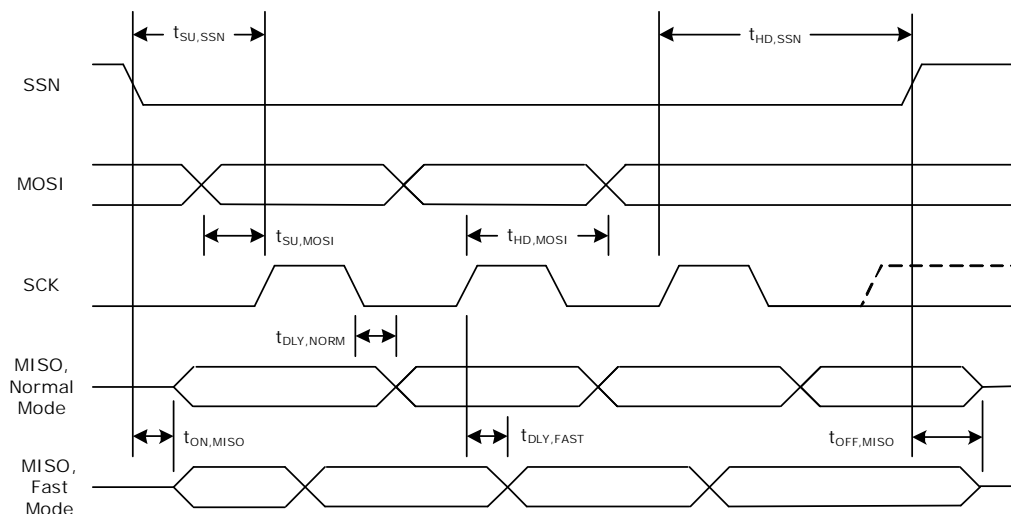 tSU,SSN
tHD,SSN
SSN
MOSI
tSU,MOSI
tHD,MOSI
SCK
tDLY,NORM
MISO,
Normal
Mode
tON,MISO
tDLY,FAST
tOFF,MISO
MISO,
Fast
Mode